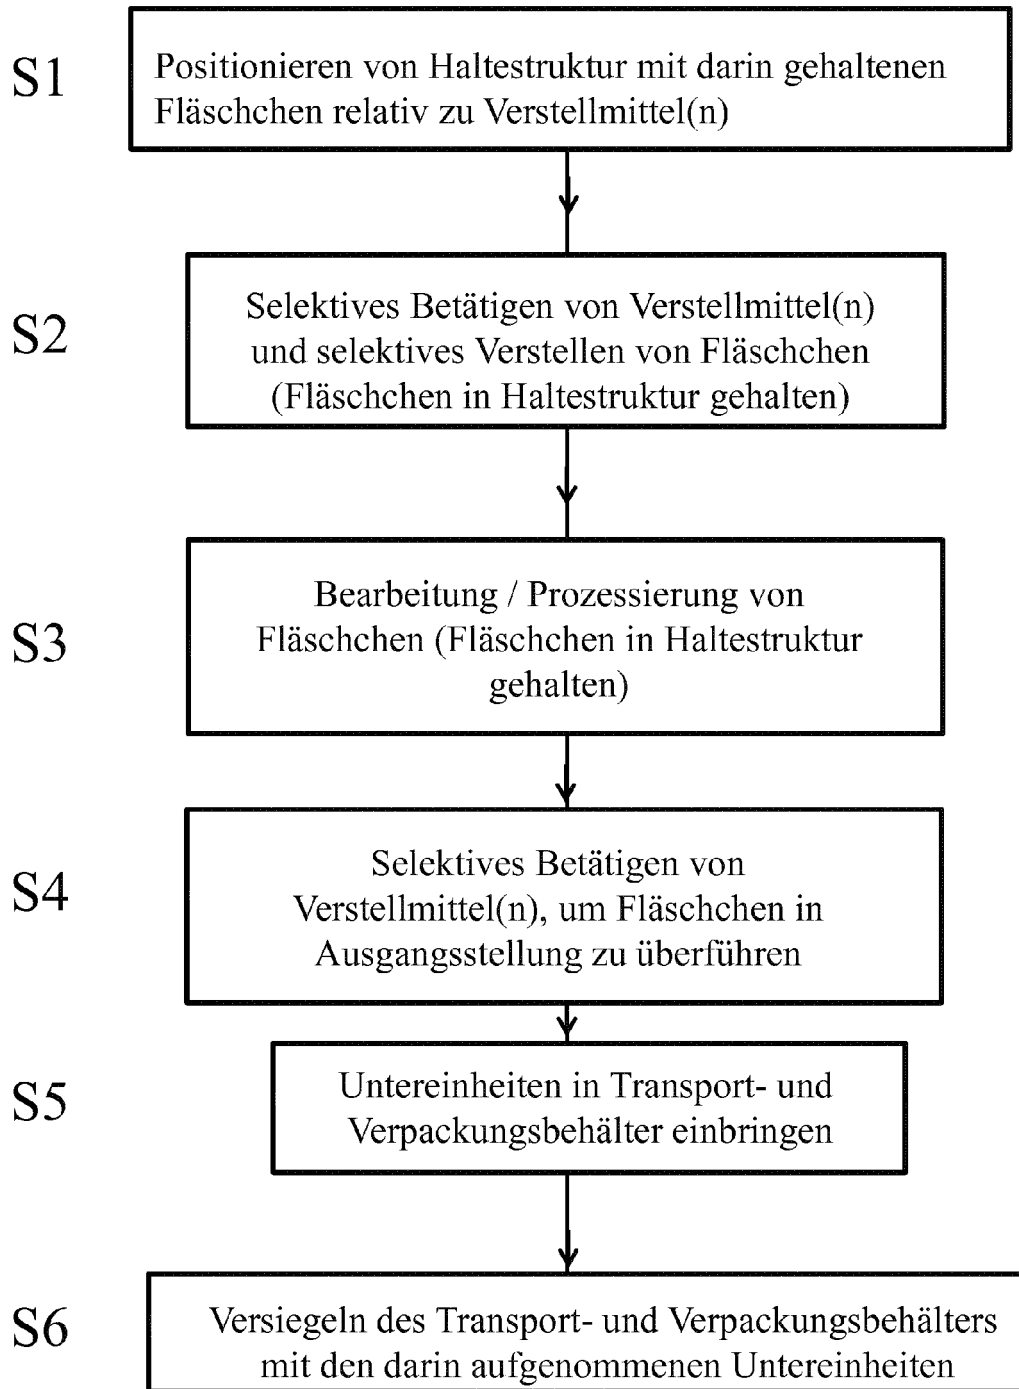 S1
Positionieren von Haltestruktur mit darin gehaltenen
Fläschchen relativ zu Verstellmittel(n)
S2
Selektives Betätigen von Verstellmittel(n)
und selektives Verstellen von Fläschchen
(Fläschchen in Haltestruktur gehalten)
S3
Bearbeitung / Prozessierung von
Fläschchen (Fläschchen in Haltestruktur
gehalten)
S4
Selektives Betätigen von
Verstellmittel(n), um Fläschchen in
Ausgangsstellung zu überführen
S5
Untereinheiten in Transport- und
Verpackungsbehälter einbringen
S6
Versiegeln des Transport- und Verpackungsbehälters
mit den darin aufgenommenen Untereinheiten